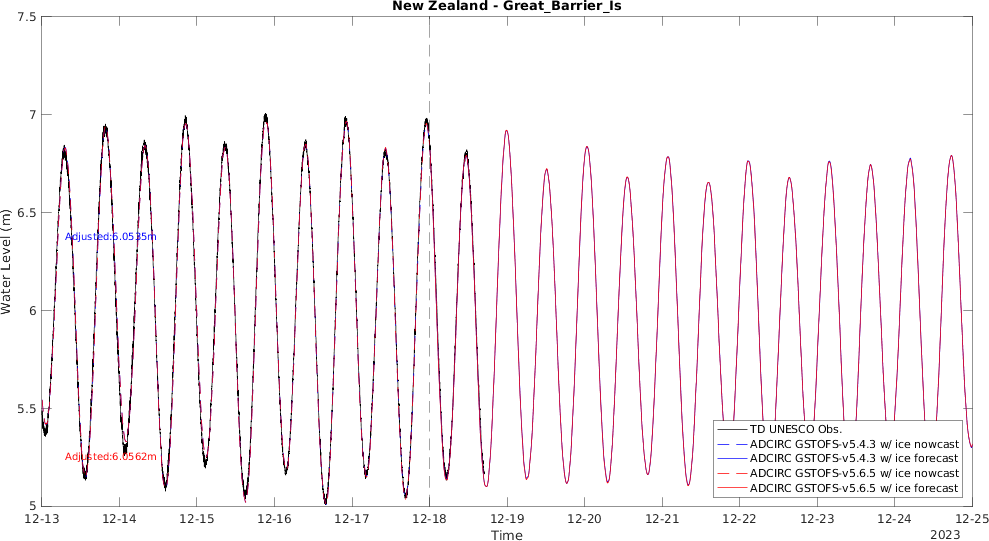 New Zealand - Great_Barrier_Is
7.5
7
6.5
6
5.5
5
Water Level (m)
Adjusted:6.0535m
Adjusted:6.0562m
TD UNESCO Obs.
ADCIRC GSTOFS-v5.4.3 w/ ice nowcast
ADCIRC GSTOFS-v5.4.3 w/ ice forecast
ADCIRC GSTOFS-v5.6.5 w/ ice nowcast
ADCIRC GSTOFS-v5.6.5 w/ ice forecast
12-13 12-14 12-15 12-16 12-17 12-18 12-19 12-20 12-21 12-22 12-23 12-24 12-25
Time
2023